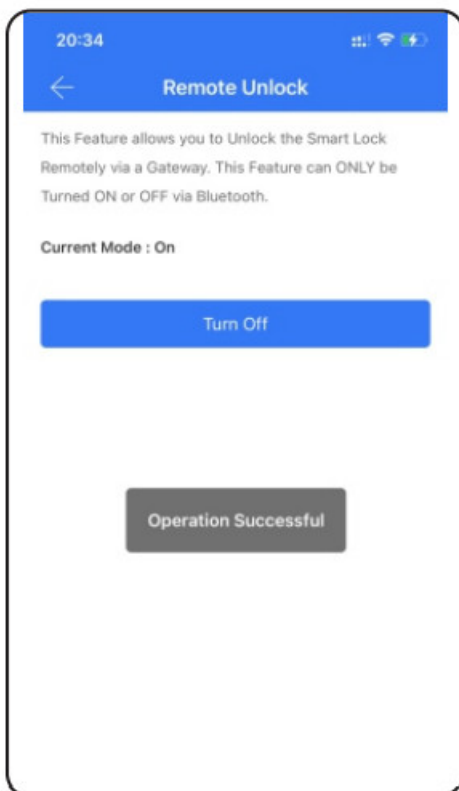 20:34
Remote Unlock
This Feature allows you to Unlock the Smart Lock
Remotely via a Gateway. This Feature can ONLY be
Turned ON or OFF via Bluetooth.
Current Mode : On
Turn Off
Operation Successful